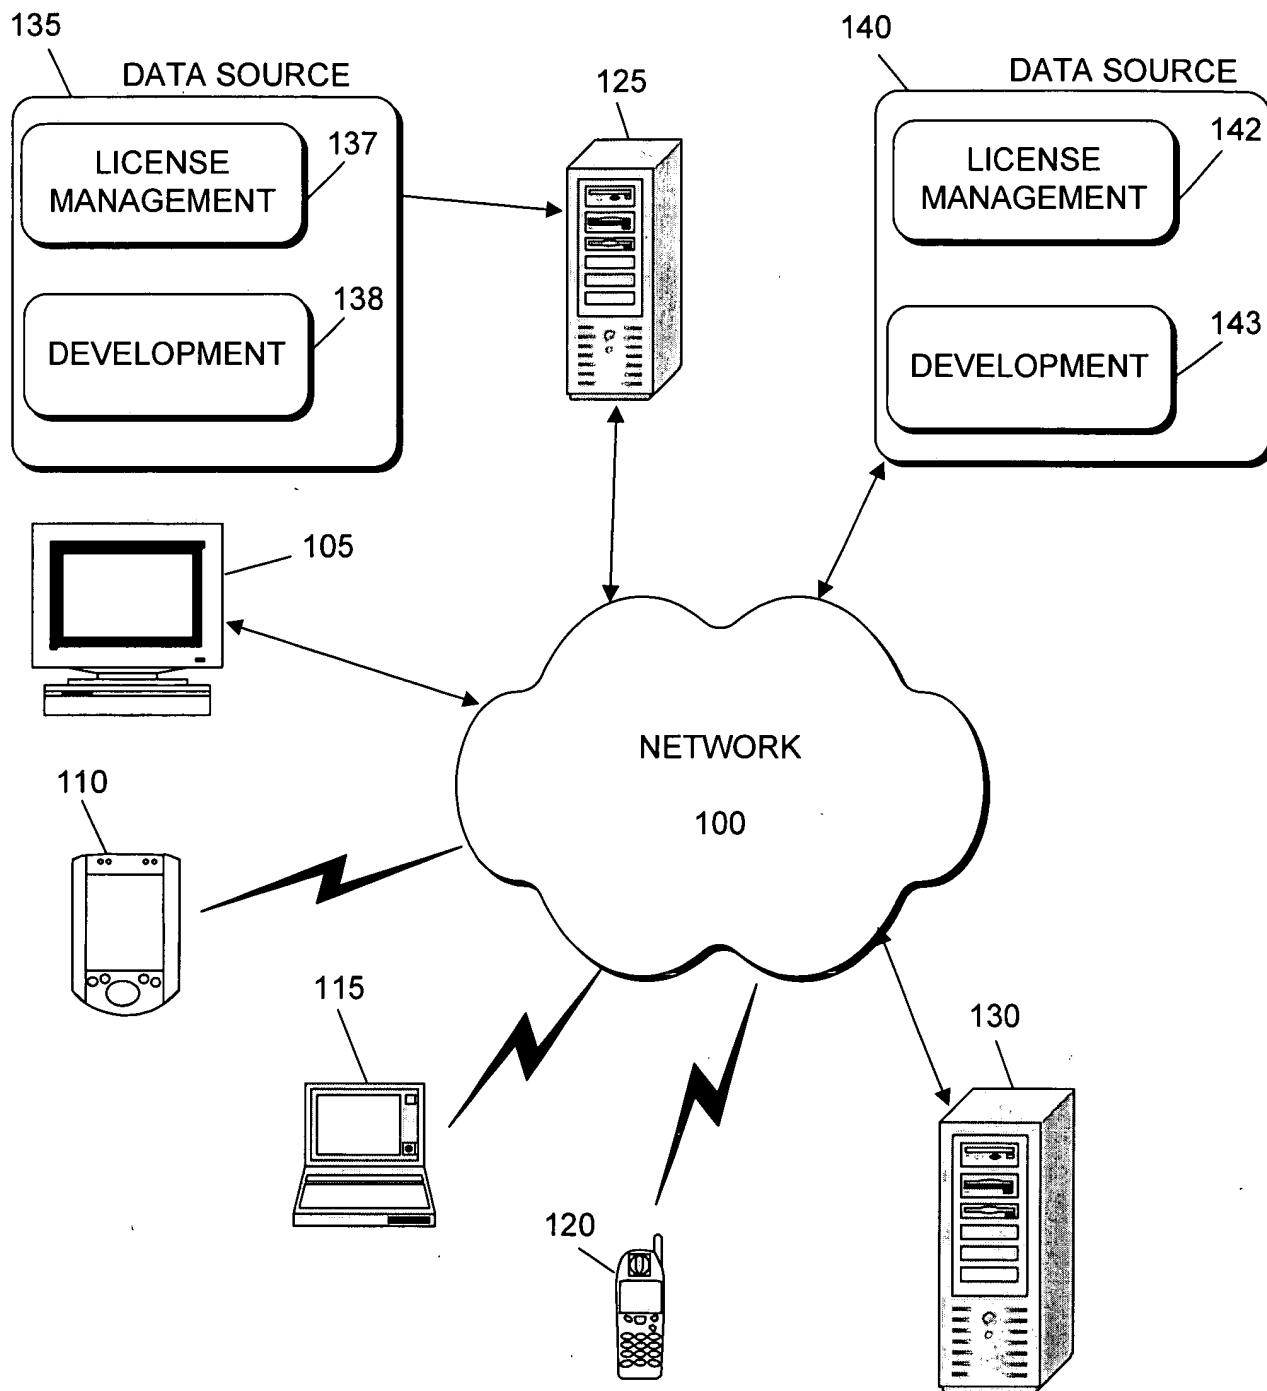 135
DATA SOURCE
LICENSE
MANAGEMENT
137
DEVELOPMENT
138
125
140
DATA SOURCE
LICENSE
MANAGEMENT
142
DEVELOPMENT
143
105
NETWORK
100
110
115
120
130